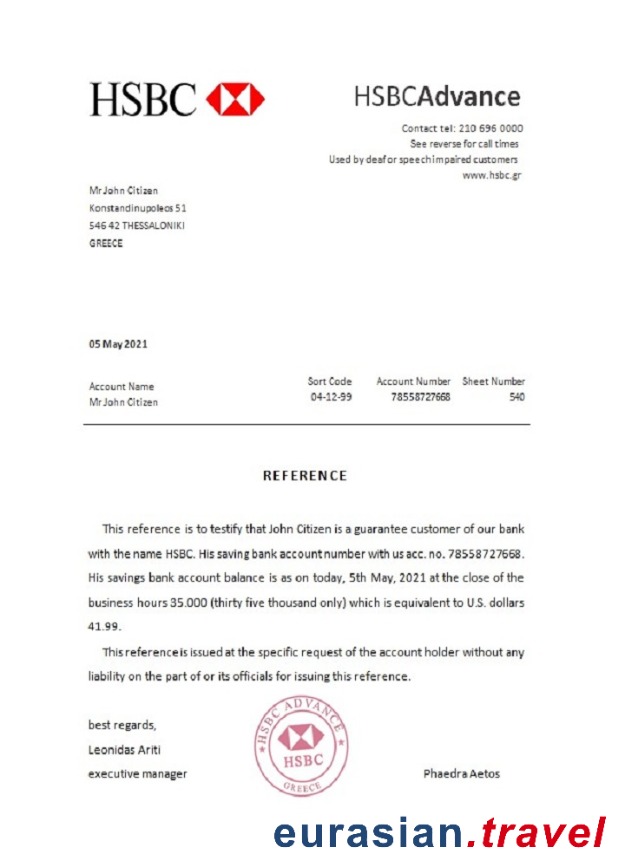 HSBC
HSBCAdvance
Contact tel: 210 696 0000
See reverse for call times
Used by deaf or speech impaired customers
www.hsbc.gr
Mr John Citizen
Konstandinupoleos 51
546 42 THESSALONIKI
GREECE
05 May 2021
Account Name
Mr John Citizen
Sort Code Account Number Sheet Number
04-12-99 78558727668 540
REFERENCE
This reference is to testify that John Citizen is a guarantee customer of our bank
with the name HSBC. His saving bank account number with us acc. no. 78558727668.
His savings bank account balance is as on today, 5th May, 2021 at the close of the
business hours 35.000 (thirty five thousand only) which is equivalent to U.S. dollars
41.99.
This reference is issued at the specific request of the account holder without any
liability on the part of or its officials for issuing this reference.
best regards,
Leonidas Ariti
executive manager
HSBC ADVANCE
HSBC
GREECE
Phaedra Aetos
eurasian.travel